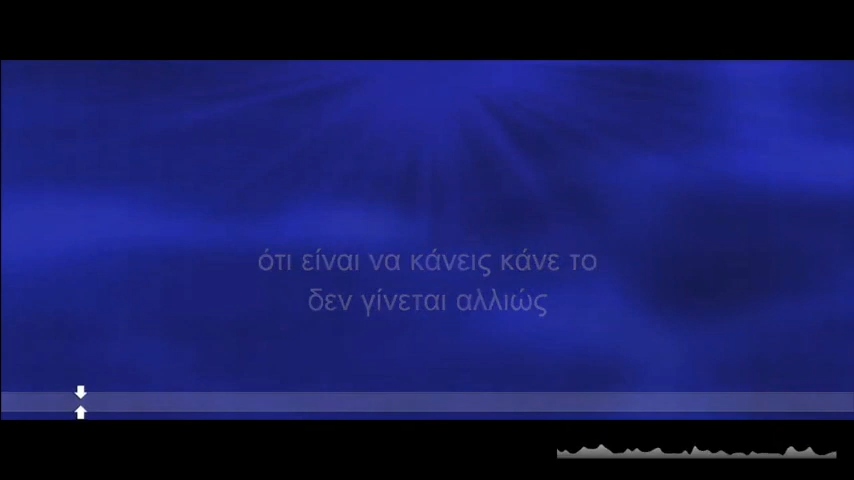 ότι είναι να κάνεις κάνε το
δεν γίνεται αλλιώς